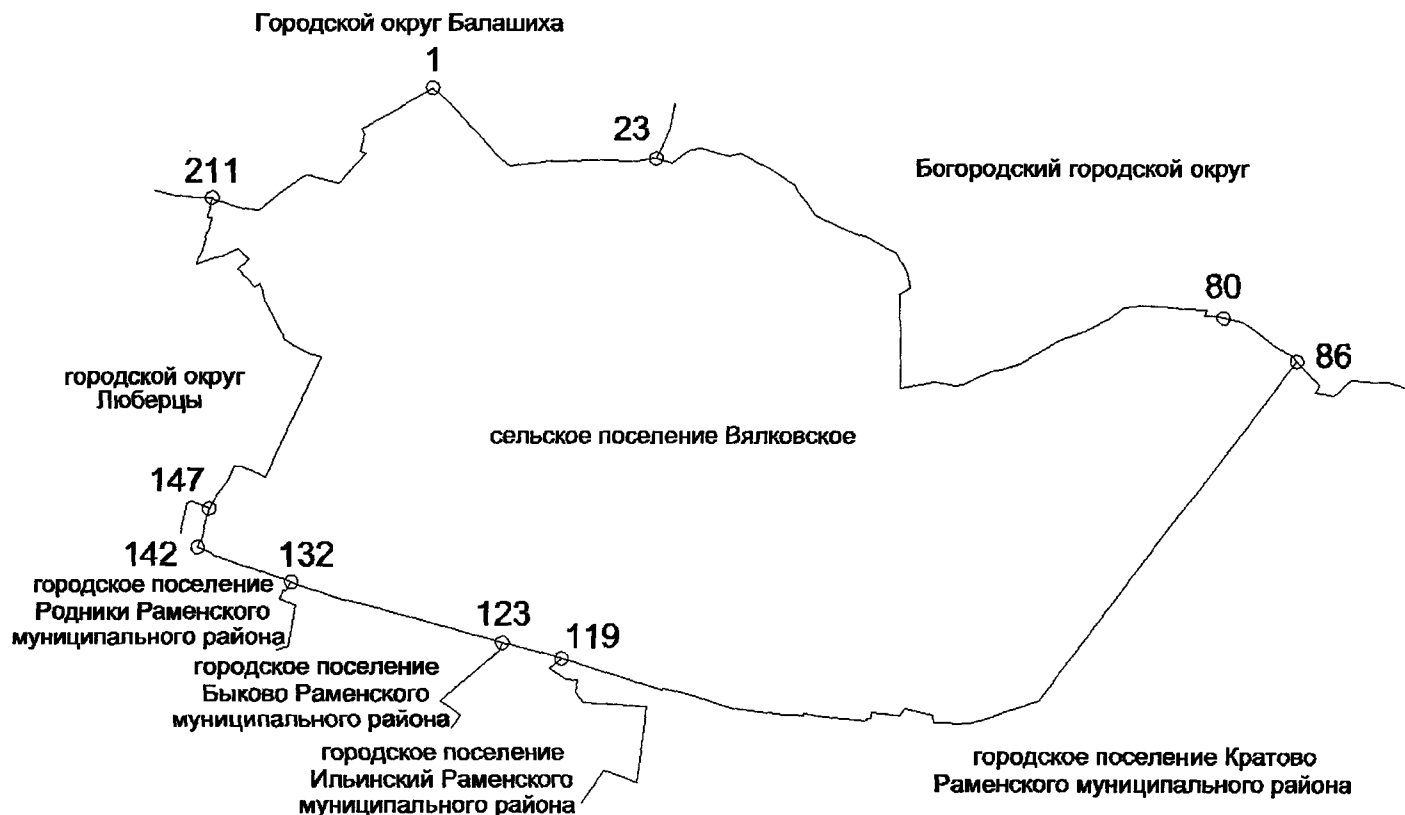 Городской округ Балашиха
1
23
211
Богородский городской округ
80
86
городской округ
Люберцы
сельское поселение Вялковское
147
142
132
городское поселение
Родники Раменского
муниципального района
123
119
городское поселение
Быково Раменского
муниципального района
городское поселение
Ильинский Раменского
муниципального района
городское поселение Кратово
Раменского муниципального района